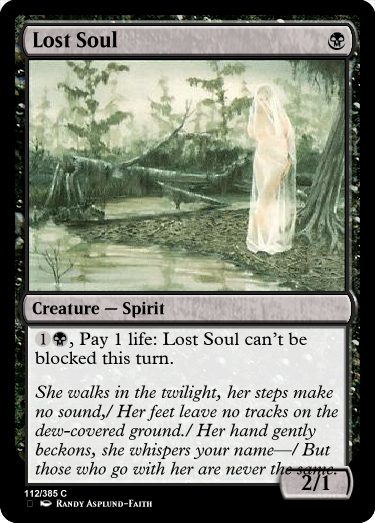 Lost Soul
Creature — Spirit
1, Pay 1 life: Lost Soul can't be
blocked this turn.
She walks in the twilight, her steps make
no sound,/ Her feet leave no tracks on the
dew-covered ground./ Her hand gently
beckons, she whispers your name—/ But
those who go with her are never the same.
2/1
112/385 C
Randy Asplund-Faith